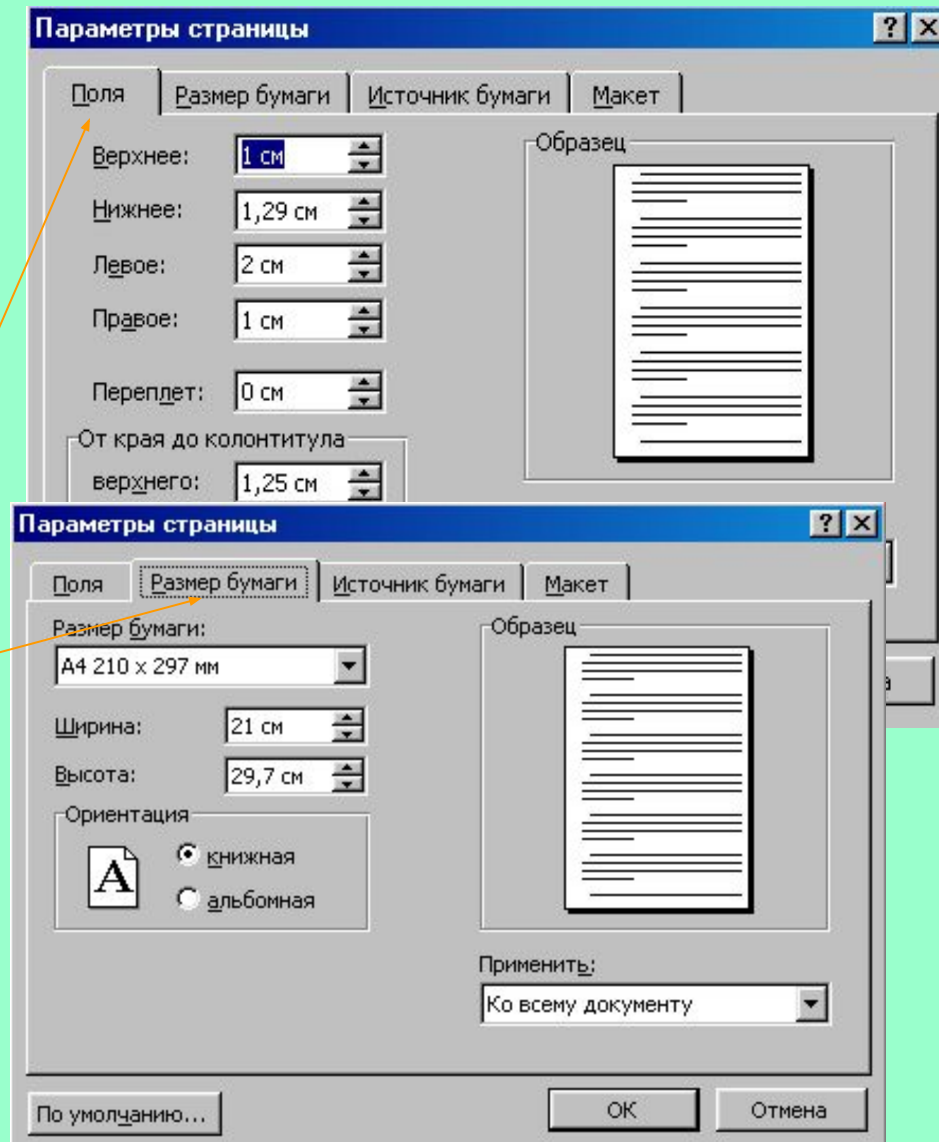 Параметры страницы
Поля Размер бумаги Источник бумаги Макет
Верхнее: 1 см
Нижнее: 1,29 см
Левое: 2 см
Правое: 1 см
Переплет: 0 см
От края до колонтитула
верхнего: 1,25 см
Образец
Параметры страницы
Поля Размер бумаги Источник бумаги Макет
Размер бумаги:
А4 210 x 297 мм
Ширина: 21 см
Высота: 29,7 см
Ориентация
A
книжная
альбомная
Образец
Применить:
Ко всему документу
По умолчанию... ОК Отмена